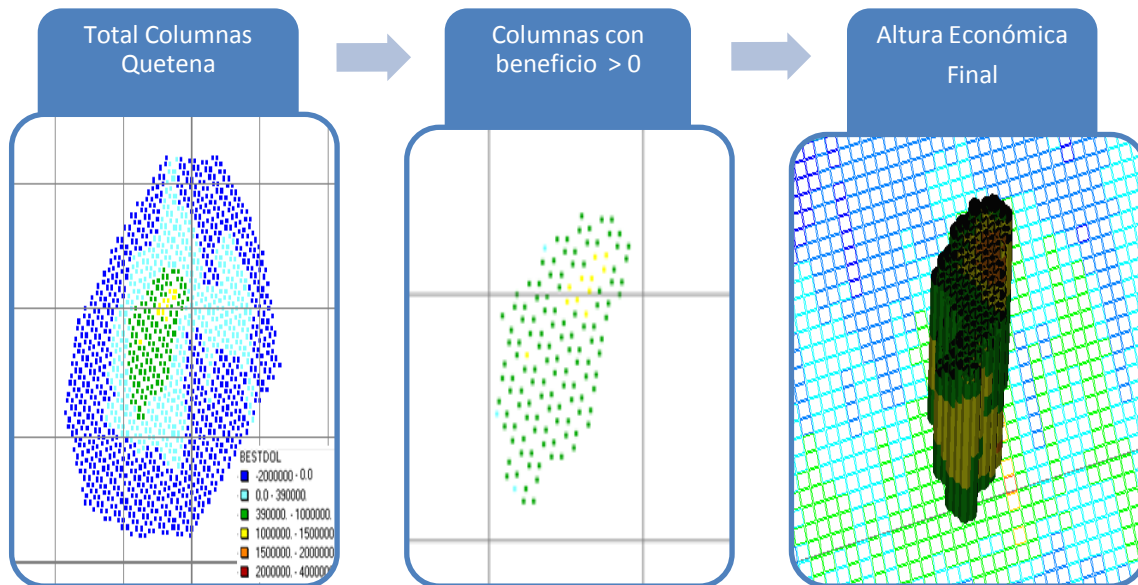 Total Columnas
Quetena
Columnas con
beneficio > 0
Altura Económica
Final
BESTDOL
-2000000 - 0.0
0.0 - 390000.
390000. - 1000000.
1000000. - 1500000
1500000. - 2000000
2000000. - 4000000